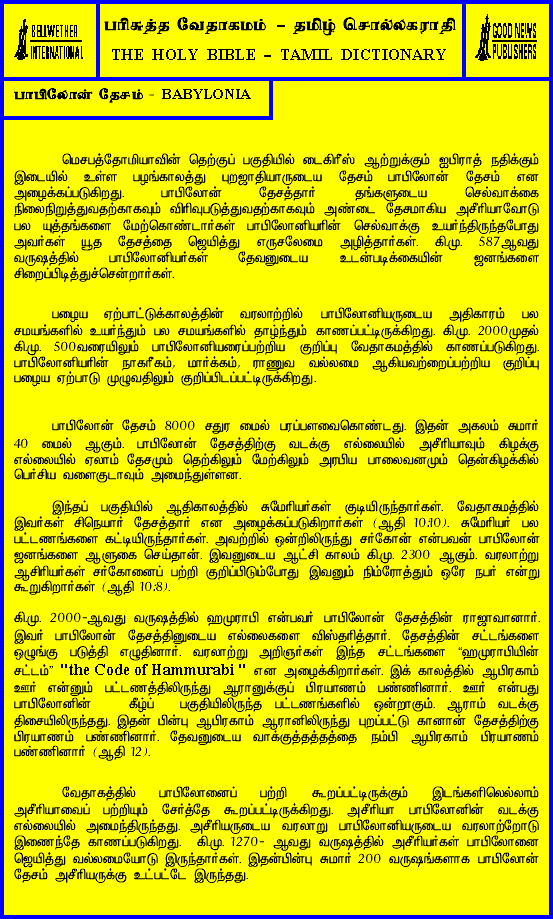 BELLWETHER
INTERNATIONAL
பரிசுத்த வேதாகமம் – தமிழ் சொல்லகராதி
THE HOLY BIBLE – TAMIL DICTIONARY
GOOD NEWS
PUBLISHERS
பாபிலோன் தேசம் - BABYLONIA
மெசபத்தோமியாவின் தெற்குப் பகுதியில் டைகிரீஸ் ஆற்றுக்கும் ஐபிராத் நதிக்கும்
இடையில் உள்ள பழங்காலத்து புறஜாதியாருடைய தேசம் பாபிலோன் தேசம் என
அழைக்கப்படுகிறது. பாபிலோன் தேசத்தார் தங்களுடைய செல்வாக்கை
நிலைநிறுத்துவதற்காகவும் விரிவுபடுத்துவதற்காகவும் அண்டை தேசமாகிய அசீரியாவோடு
பல யுத்தங்களை மேற்கொண்டார்கள் பாபிலோனியரின் செல்வாக்கு உயர்ந்திருந்தபோது
அவர்கள் யூத தேசத்தை ஜெயித்து எருசலேமை அழித்தார்கள். கி.மு. 587ஆவது
வருஷத்தில் பாபிலோனியர்கள் தேவனுடைய உடன்படிக்கையின் ஜனங்களை
சிறைப்பிடித்துச்சென்றார்கள்.
பழைய ஏற்பாட்டுக்காலத்தின் வரலாற்றில் பாபிலோனியருடைய அதிகாரம் பல
சமயங்களில் உயர்ந்தும் பல சமயங்களில் தாழ்ந்தும் காணப்பட்டிருக்கிறது. கி.மு. 2000முதல்
கி.மு. 500வரையிலும் பாபிலோனியரைப்பற்றிய குறிப்பு வேதாகமத்தில் காணப்படுகிறது.
பாபிலோனியரின் நாகரீகம், மார்க்கம், ராணுவ வல்லமை ஆகியவற்றைப்பற்றிய குறிப்பு
பழைய ஏற்பாடு முழுவதிலும் குறிப்பிடப்பட்டிருக்கிறது.
பாபிலோன் தேசம் 8000 சதுர மைல் பரப்பளவைகொண்டது. இதன் அகலம் சுமார்
40 மைல் ஆகும். பாபிலோன் தேசத்திற்கு வடக்கு எல்லையில் அசீரியாவும் கிழக்கு
எல்லையில் ஏலாம் தேசமும் தெற்கிலும் மேற்கிலும் அரபிய பாலைவனமும் தென்கிழக்கில்
பெர்சிய வளைகுடாவும் அமைந்துள்ளன.
இந்தப் பகுதியில் ஆதிகாலத்தில் சுமேரியர்கள் குடியிருந்தார்கள். வேதாகமத்தில்
இவர்கள் சிநெயார் தேசத்தார் என அழைக்கப்படுகிறார்கள் (ஆதி 10:10). சுமேரியர் பல
பட்டணங்களை கட்டியிருந்தார்கள். அவற்றில் ஒன்றிலிருந்து சர்கோன் என்பவன் பாபிலோன்
ஜனங்களை ஆளுகை செய்தான். இவனுடைய ஆட்சி காலம் கி.மு. 2300 ஆகும். வரலாற்று
ஆசிரியர்கள் சர்கோனைப் பற்றி குறிப்பிடும்போது இவனும் நிம்ரோத்தும் ஒரே நபர் என்று
கூறுகிறார்கள் (ஆதி 10:8).
கி.மு. 2000-ஆவது வருஷத்தில் ஹமுராபி என்பவர் பாபிலோன் தேசத்தின் ராஜாவானார்.
இவர் பாபிலோன் தேசத்தினுடைய எல்லைகளை விஸ்தரித்தார். தேசத்தின் சட்டங்களை
ஒழுங்கு படுத்தி எழுதினார். வரலாற்று அறிஞர்கள் இந்த சட்டங்களை "ஹமுராபியின்
சட்டம்" "the Code of Hammurabi" என அழைக்கிறார்கள். இக் காலத்தில் ஆபிரகாம்
ஊர் என்னும் பட்டணத்திலிருந்து ஆரானுக்குப் பிரயாணம் பண்ணினார். ஊர் என்பது
பாபிலோனின் கீழ்ப் பகுதியிலிருந்த பட்டணங்களில் ஒன்றாகும். ஆராம் வடக்கு
திசையிலிருந்தது. இதன் பின்பு ஆபிரகாம் ஆரானிலிருந்து புறப்பட்டு கானான் தேசத்திற்கு
பிரயாணம் பண்ணினார். தேவனுடைய வாக்குத்தத்தத்தை நம்பி ஆபிரகாம் பிரயாணம்
பண்ணினார் (ஆதி 12).
வேதாகத்தில் பாபிலோனைப் பற்றி கூறப்பட்டிருக்கும் இடங்களிலெல்லாம்
அசீரியாவைப் பற்றியும் சேர்த்தே கூறப்பட்டிருக்கிறது. அசீரியா பாபிலோனின் வடக்கு
எல்லையில் அமைந்திருந்தது. அசீரியருடைய வரலாறு பாபிலோனியருடைய வரலாற்றோடு
இணைந்தே காணப்படுகிறது. கி.மு. 1270- ஆவது வருஷத்தில் அசீரியர்கள் பாபிலோனை
ஜெயித்து வல்லமையோடு இருந்தார்கள். இதன்பின்பு சுமார் 200 வருஷங்களாக பாபிலோன்
தேசம் அசீரியருக்கு உட்பட்டே இருந்தது.